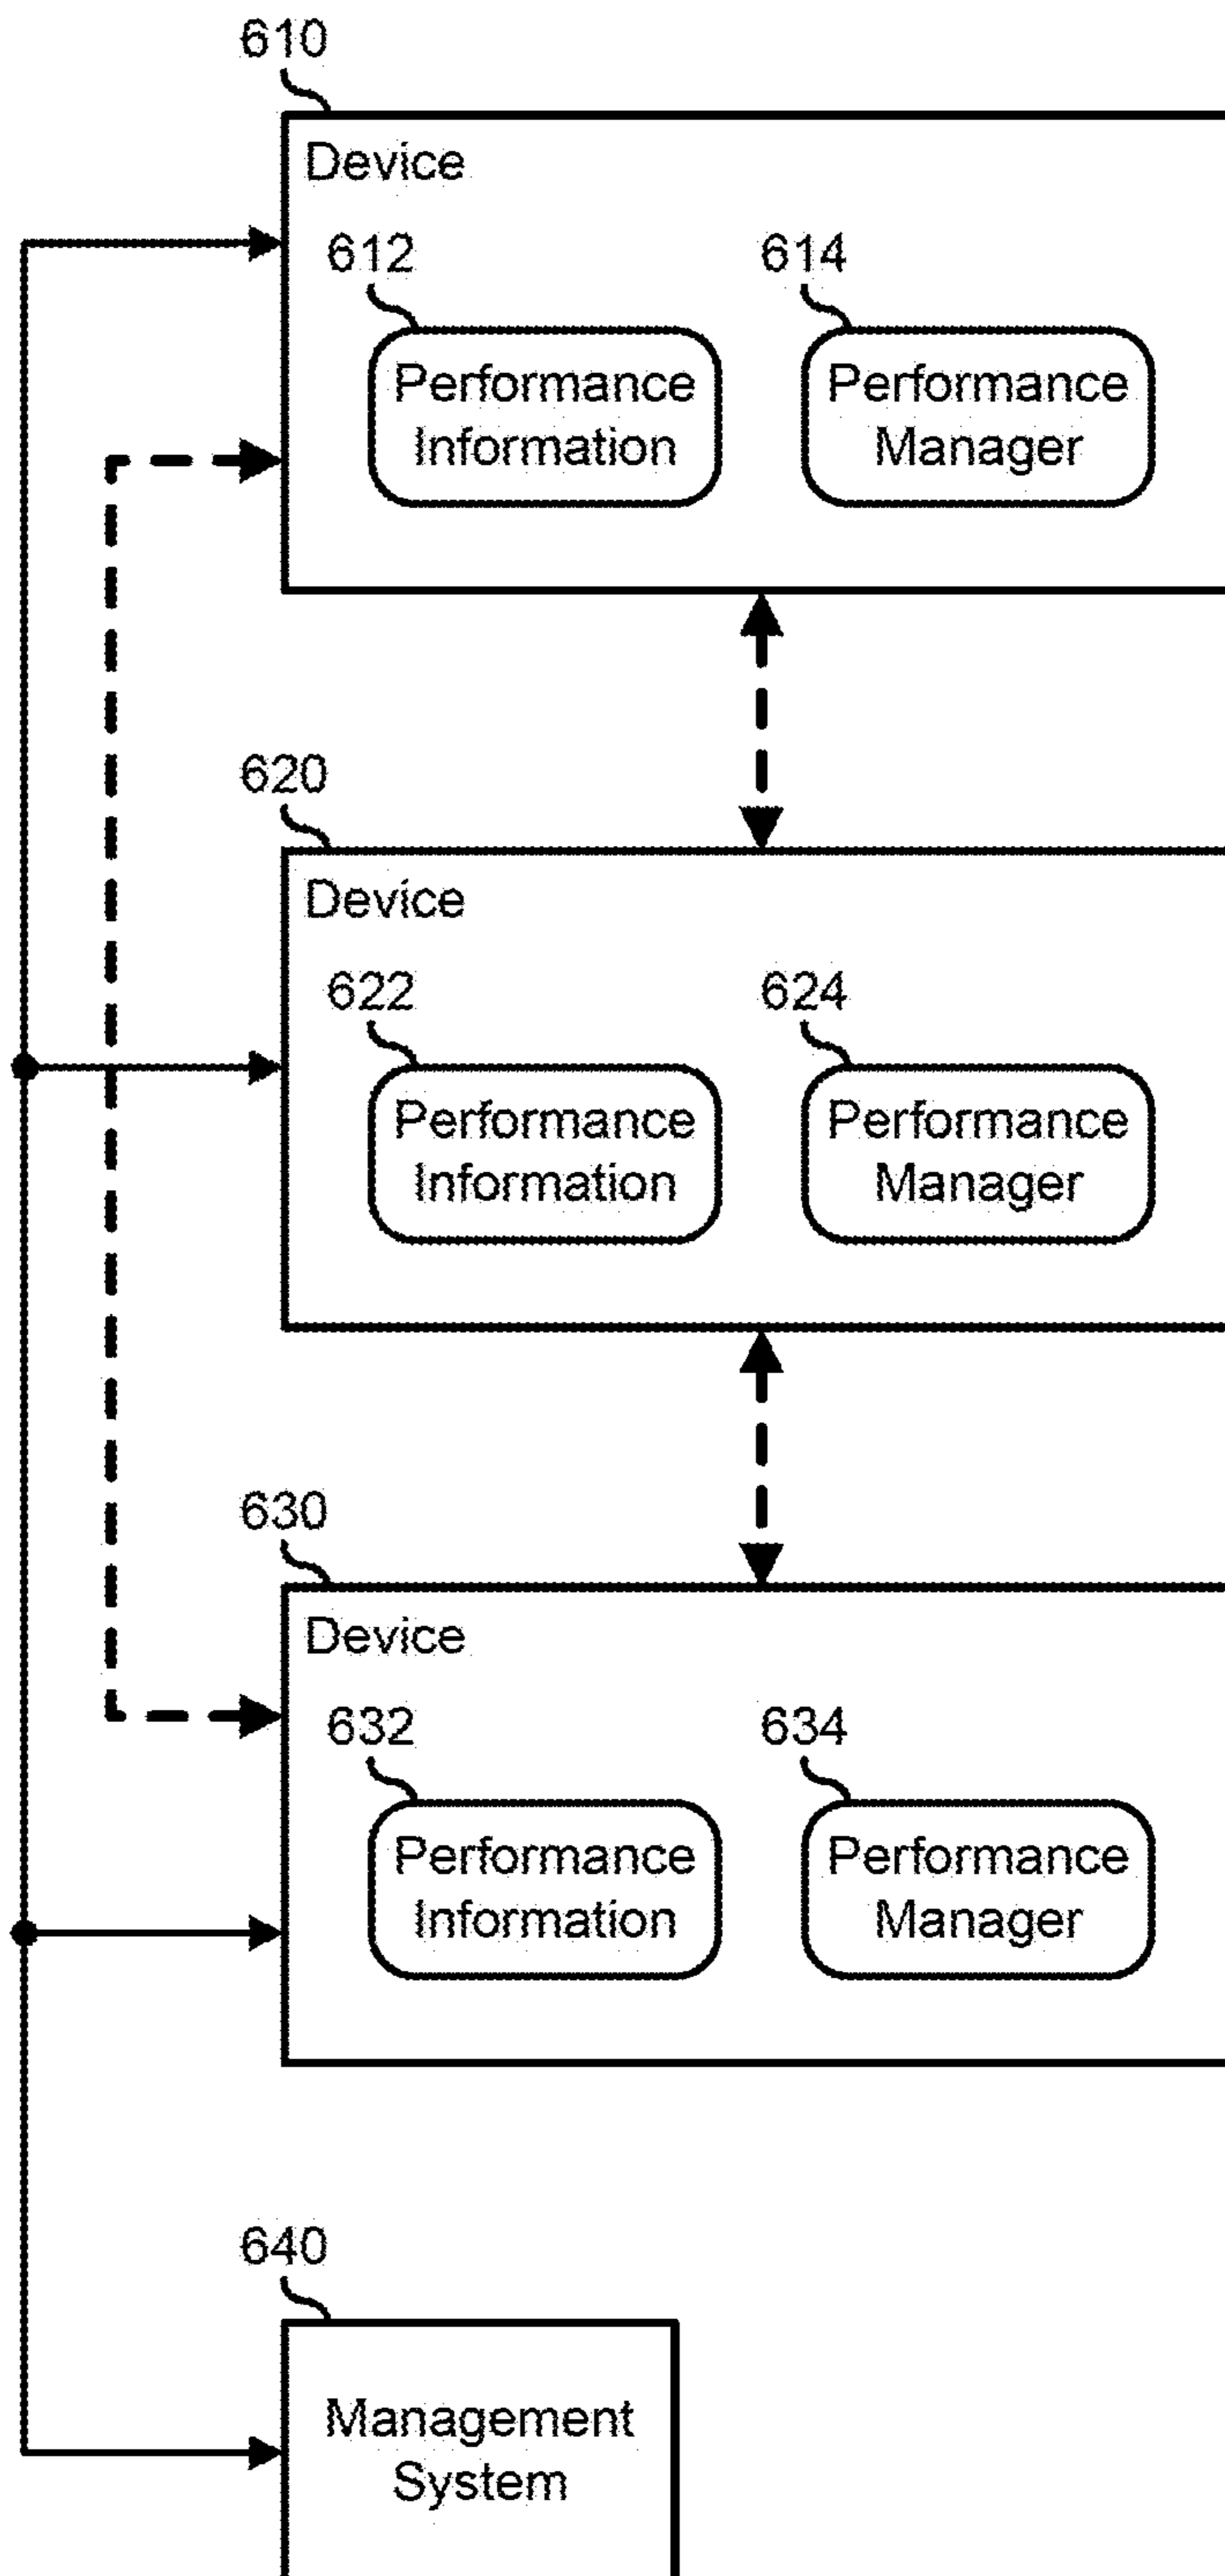 610
Device
612
614
Performance
Information
Performance
Manager
620
Device
622
624
Performance
Information
Performance
Manager
630
Device
632
634
Performance
Information
Performance
Manager
640
Management
System